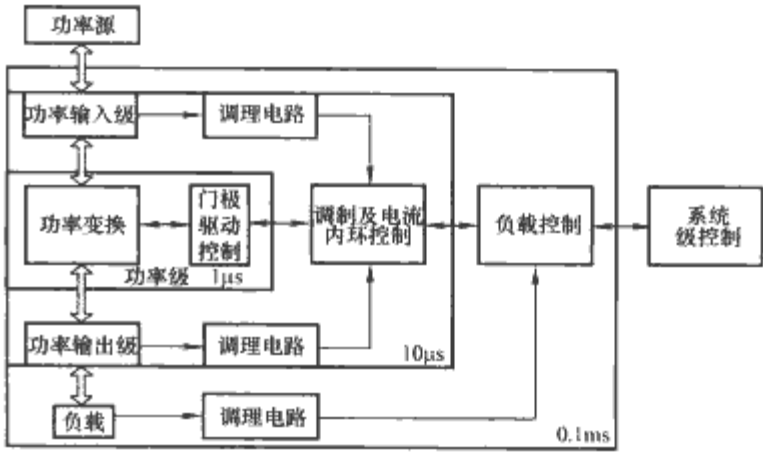 功率源
功率输入级
调理电路
功率变换
门极
驱动
控制
调制及电流
内环控制
负载控制
系统
级控制
功率级
1μs
功率输出级
调理电路
10μs
负载
调理电路
0.1ms